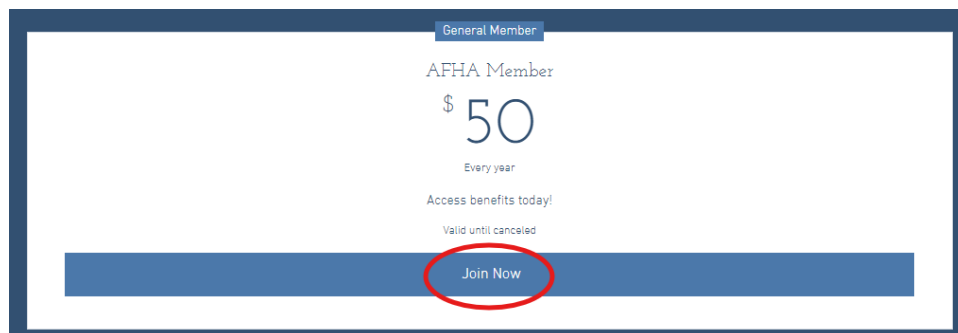 General Member
AFHA Member
$ 50
Every year
Access benefits today!
Valid until canceled
Join Now